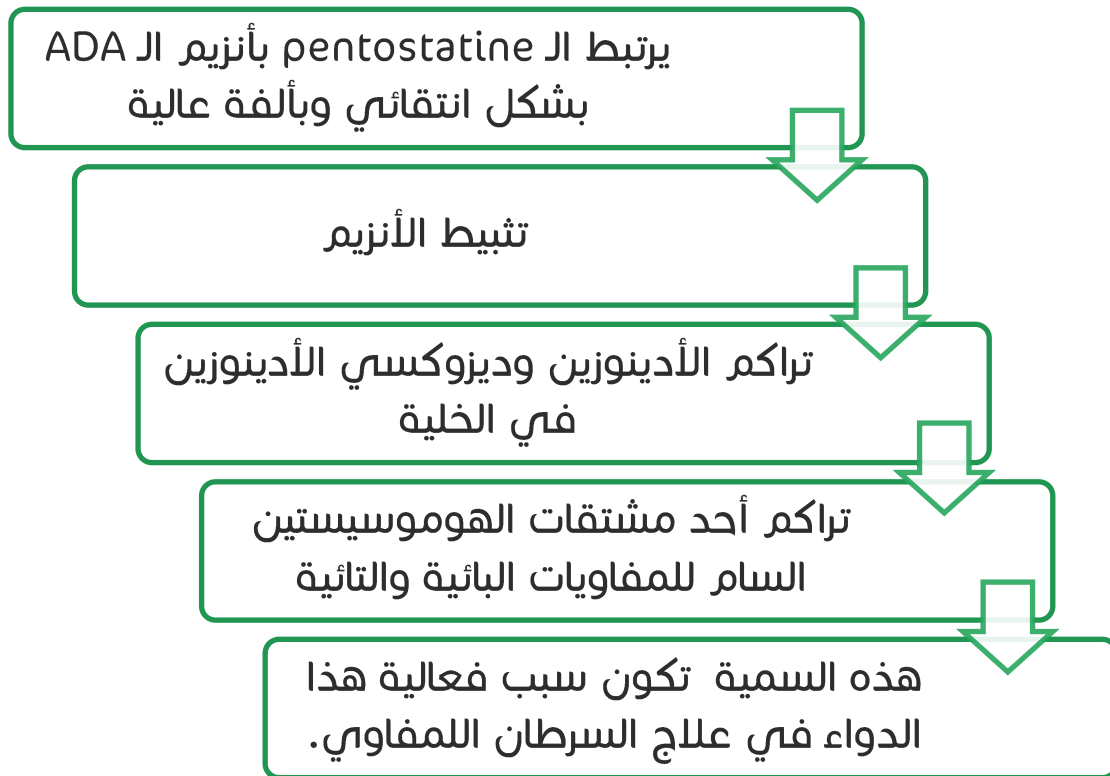 يرتبط الـ pentostatine بأنزيم الـ ADA
بشكل انتقائي وبألفة عالية
تثبيط الأنزيم
تراكم الأدينوزين وديزوكسي الأدينوزين
في الخلية
تراكم أحد مشتقات الهوموسيستين
السام للمفاويات البائية والتائية
هذه السمية تكون سبب فعالية هذا
الدواء في علاج السرطان اللمفاوي.